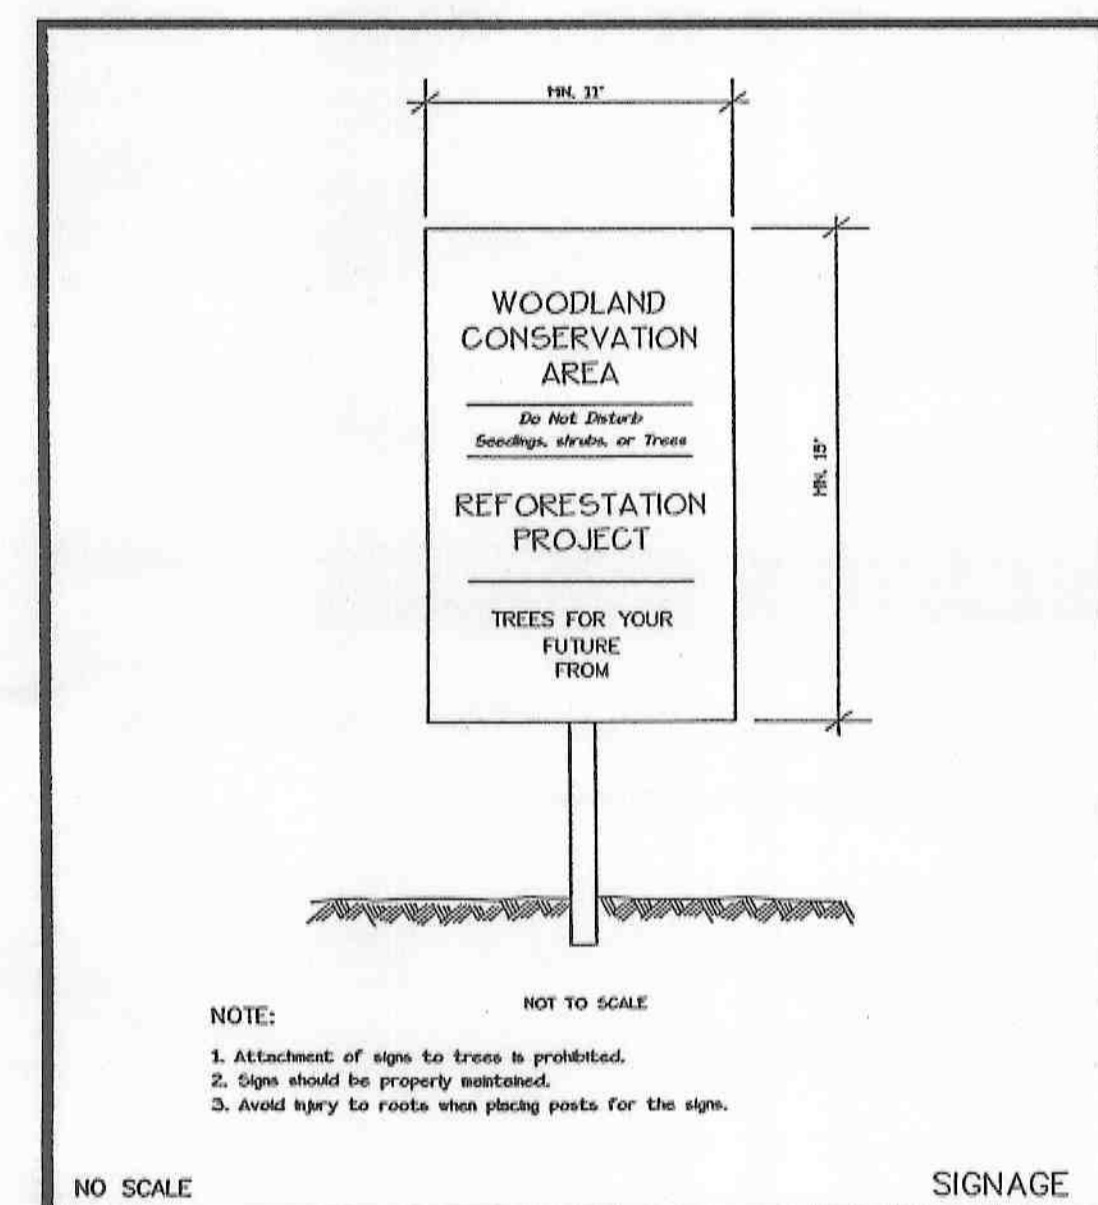 MIN. 11"
WOODLAND
CONSERVATION
AREA
Do Not Disturb
Seedlings, shrubs, or Trees
MIN. 15"
REFORESTATION
PROJECT
TREES FOR YOUR
FUTURE
FROM
NOT TO SCALE
NOTE:
1. Attachment of signs to trees is prohibited.
2. Signs should be properly maintained.
3. Avoid injury to roots when placing posts for the signs.
NO SCALE
SIGNAGE